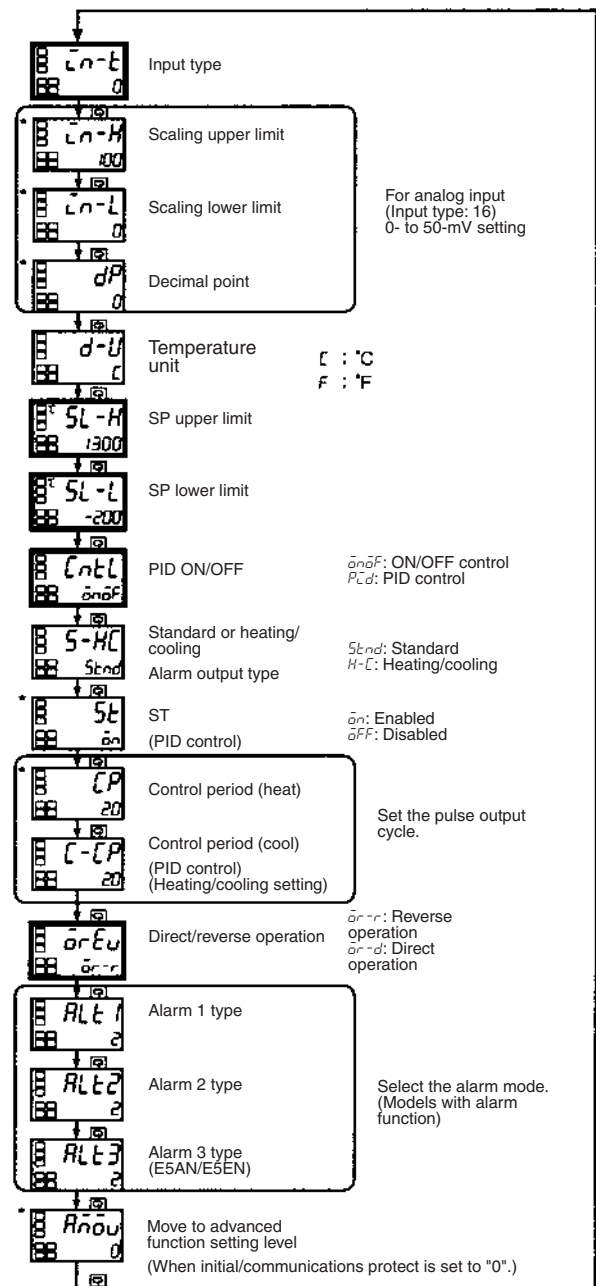 in-t
0
Input type
* in-H
100
Scaling upper limit
* in-L
0
Scaling lower limit
* dP
0
Decimal point
For analog input
(Input type: 16)
0- to 50-mV setting
d-U
C
Temperature
unit
C : °C
F : °F
SL-H
1300
SP upper limit
SL-L
-200
SP lower limit
CntL
onoF
PID ON/OFF
onoF: ON/OFF control
Pid: PID control
S-HC
Stnd
Standard or heating/
cooling
Alarm output type
Stnd: Standard
H-C: Heating/cooling
* St
on
ST
(PID control)
on: Enabled
oFF: Disabled
* CP
20
Control period (heat)
C-CP
20
Control period (cool)
(PID control)
(Heating/cooling setting)
Set the pulse output
cycle.
orEv
or-r
Direct/reverse operation
or-r: Reverse
operation
or-d: Direct
operation
ALt1
2
Alarm 1 type
ALt2
2
Alarm 2 type
ALt3
2
Alarm 3 type
(E5AN/E5EN)
Select the alarm mode.
(Models with alarm
function)
* Amov
0
Move to advanced
function setting level
(When initial/communications protect is set to "0".)